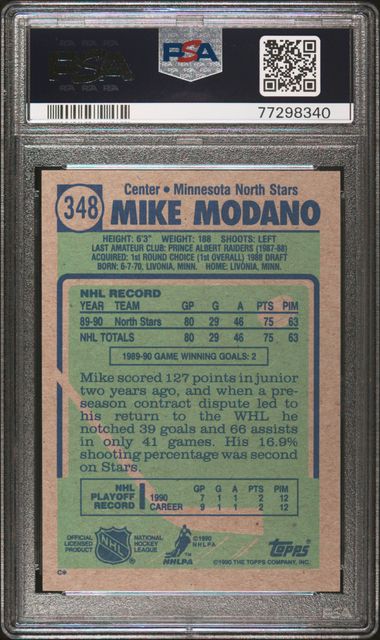 PSA
PSA
77298340
348
Center • Minnesota North Stars
MIKE MODANO
HEIGHT: 6'3" WEIGHT: 188 SHOOTS: LEFT
LAST AMATEUR CLUB: PRINCE ALBERT RAIDERS (1987-88)
ACQUIRED: 1st ROUND CHOICE (1st OVERALL) 1988 DRAFT
BORN: 6-7-70, LIVONIA, MINN. HOME: LIVONIA, MINN.
NHL RECORD
YEAR TEAM GP G A PTS PIM
89-90 North Stars 80 29 46 75 63
NHL TOTALS 80 29 46 75 63
1989-90 GAME WINNING GOALS: 2
Mike scored 127 points in junior
two years ago, and when a pre-
season contract dispute led to
his return to the WHL he
notched 39 goals and 66 assists
in only 41 games. His 16.9%
shooting percentage was second
on Stars.
NHL PLAYOFF RECORD
GP G A PTS PIM
1990 7 1 1 2 12
CAREER 9 1 1 2 12
OFFICIAL LICENSED PRODUCT
NHL
NATIONAL HOCKEY LEAGUE
©1990 NHLPA
NHLPA
topps
©1990 THE TOPPS COMPANY, INC.
C*
PSA